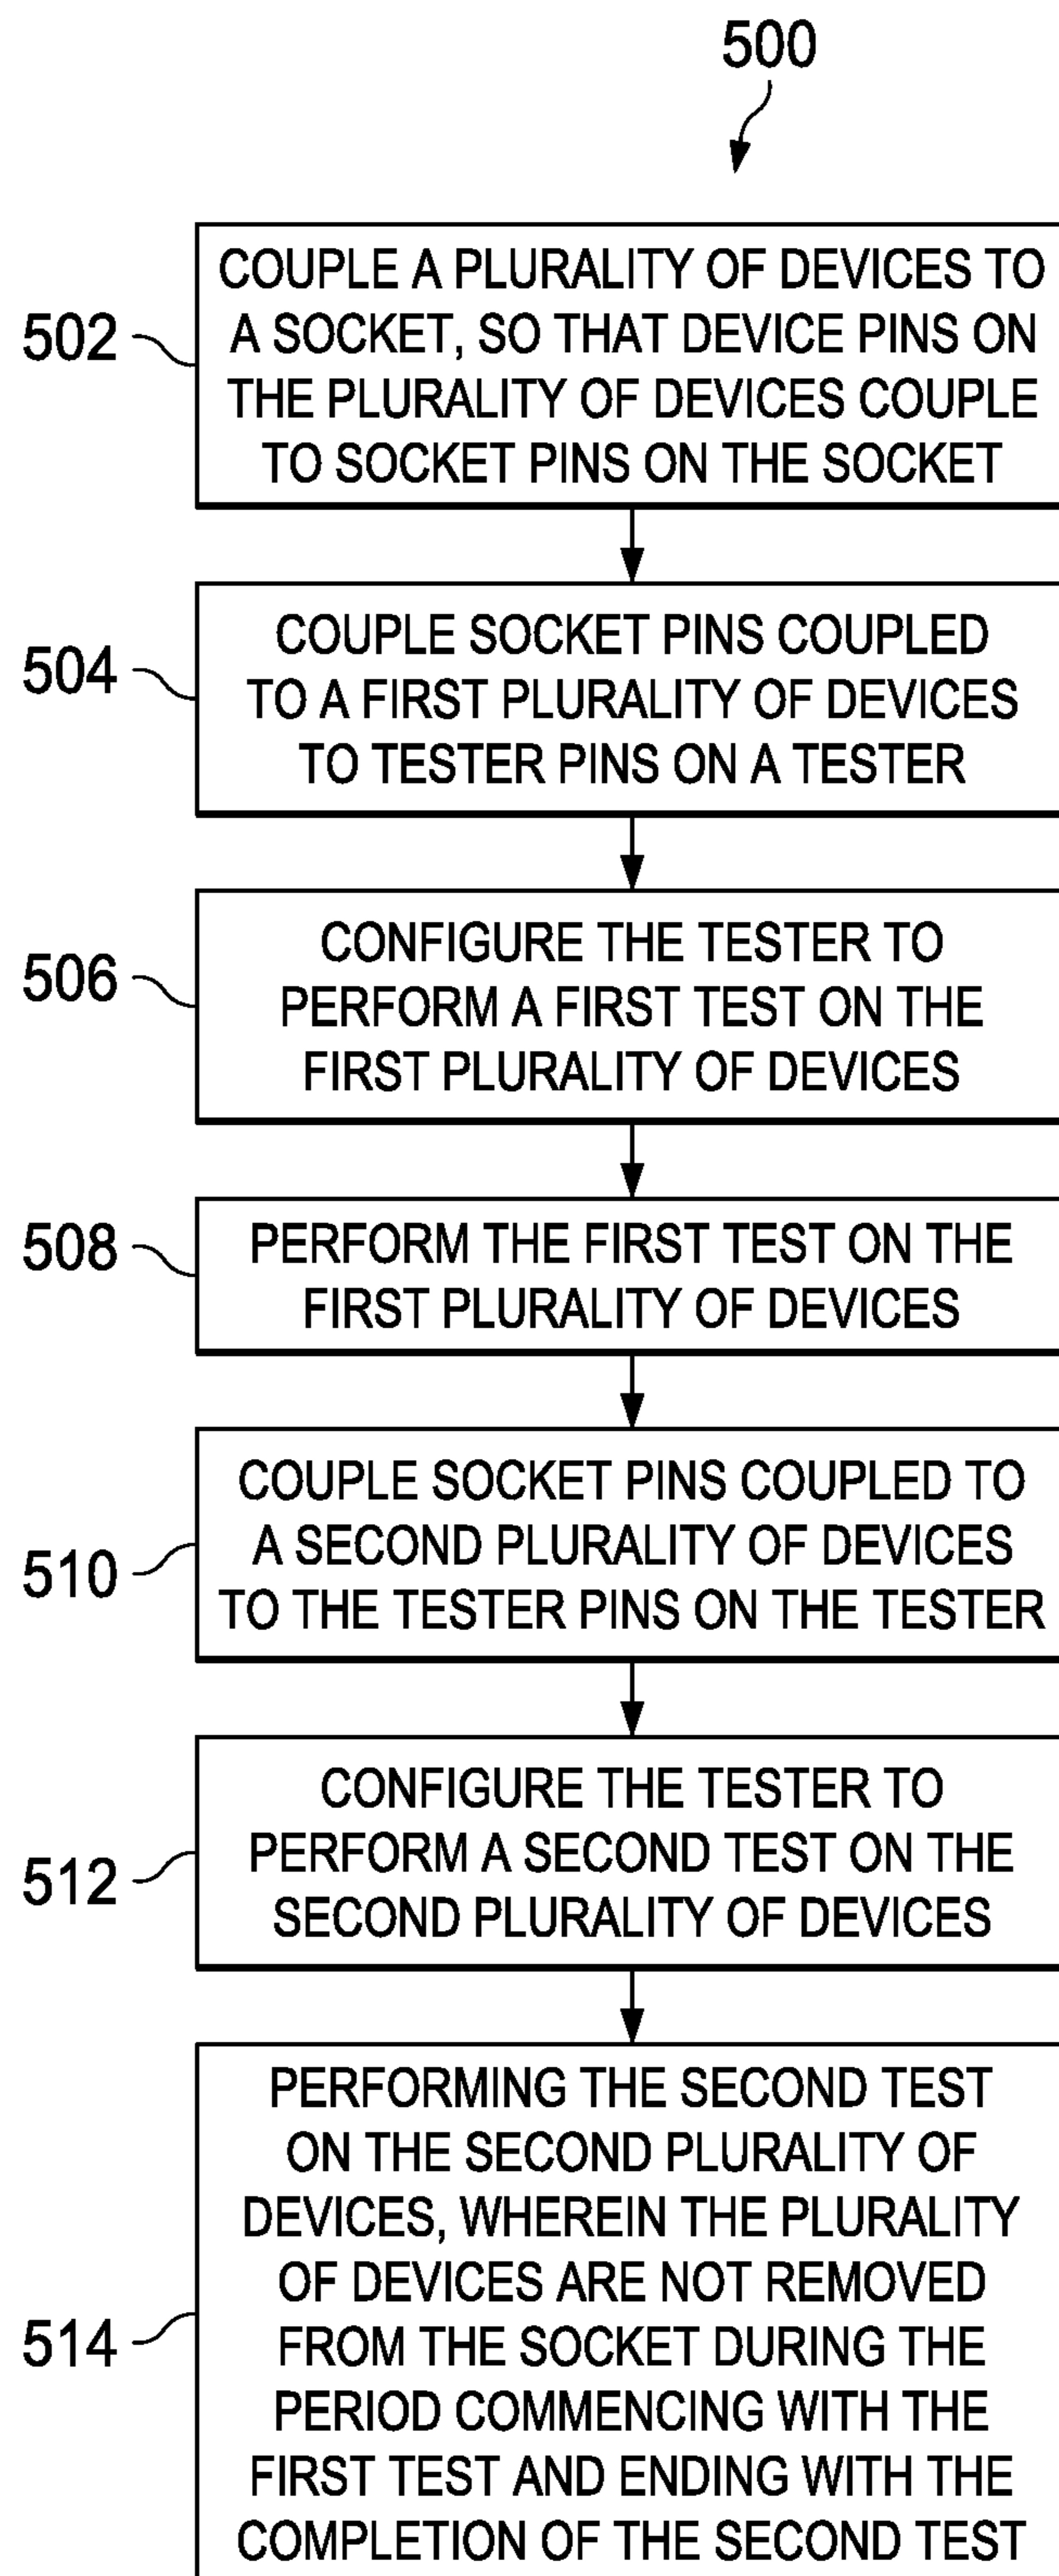 500
502
COUPLE A PLURALITY OF DEVICES TO
A SOCKET, SO THAT DEVICE PINS ON
THE PLURALITY OF DEVICES COUPLE
TO SOCKET PINS ON THE SOCKET
504
COUPLE SOCKET PINS COUPLED
TO A FIRST PLURALITY OF DEVICES
TO TESTER PINS ON A TESTER
506
CONFIGURE THE TESTER TO
PERFORM A FIRST TEST ON THE
FIRST PLURALITY OF DEVICES
508
PERFORM THE FIRST TEST ON THE
FIRST PLURALITY OF DEVICES
510
COUPLE SOCKET PINS COUPLED TO
A SECOND PLURALITY OF DEVICES
TO THE TESTER PINS ON THE TESTER
512
CONFIGURE THE TESTER TO
PERFORM A SECOND TEST ON THE
SECOND PLURALITY OF DEVICES
514
PERFORMING THE SECOND TEST
ON THE SECOND PLURALITY OF
DEVICES, WHEREIN THE PLURALITY
OF DEVICES ARE NOT REMOVED
FROM THE SOCKET DURING THE
PERIOD COMMENCING WITH THE
FIRST TEST AND ENDING WITH THE
COMPLETION OF THE SECOND TEST